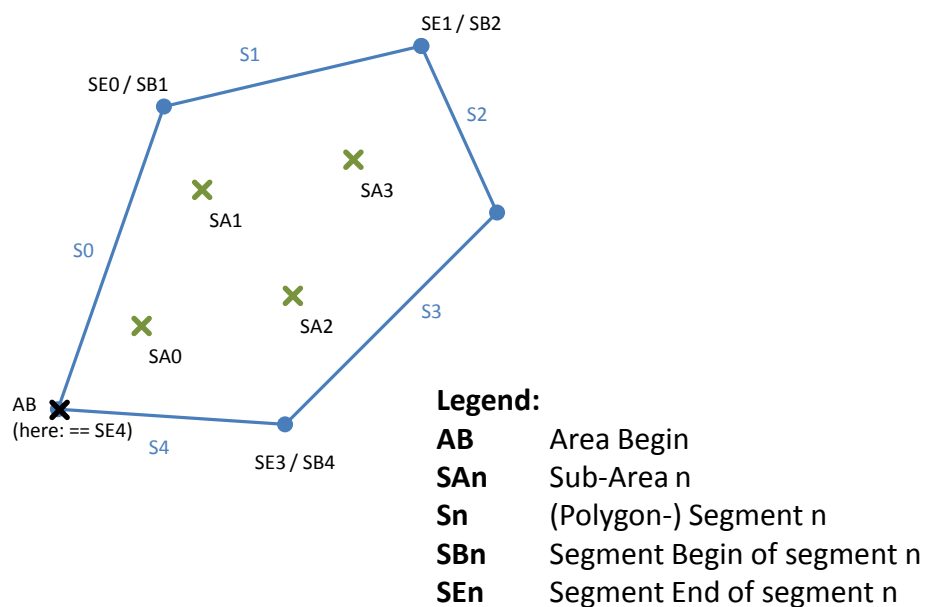 SE1 / SB2
S1
SE0 / SB1
S2
SA3
SA1
S0
S3
SA2
SA0
AB
(here: == SE4)
S4
SE3 / SB4
Legend:
AB Area Begin
SAn Sub-Area n
Sn (Polygon-) Segment n
SBn Segment Begin of segment n
SEn Segment End of segment n